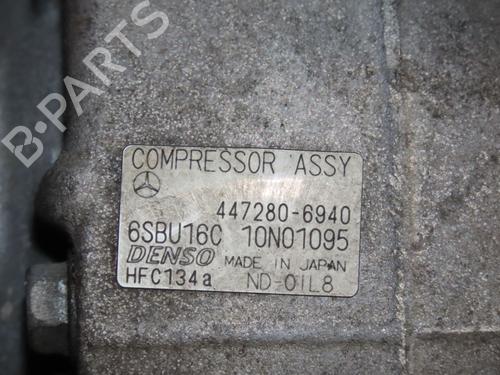 B-PARTS
COMPRESSOR ASSY
447280-6940
6SBU16C 10N01095
DENSO MADE IN JAPAN
HFC134a ND-OIL8